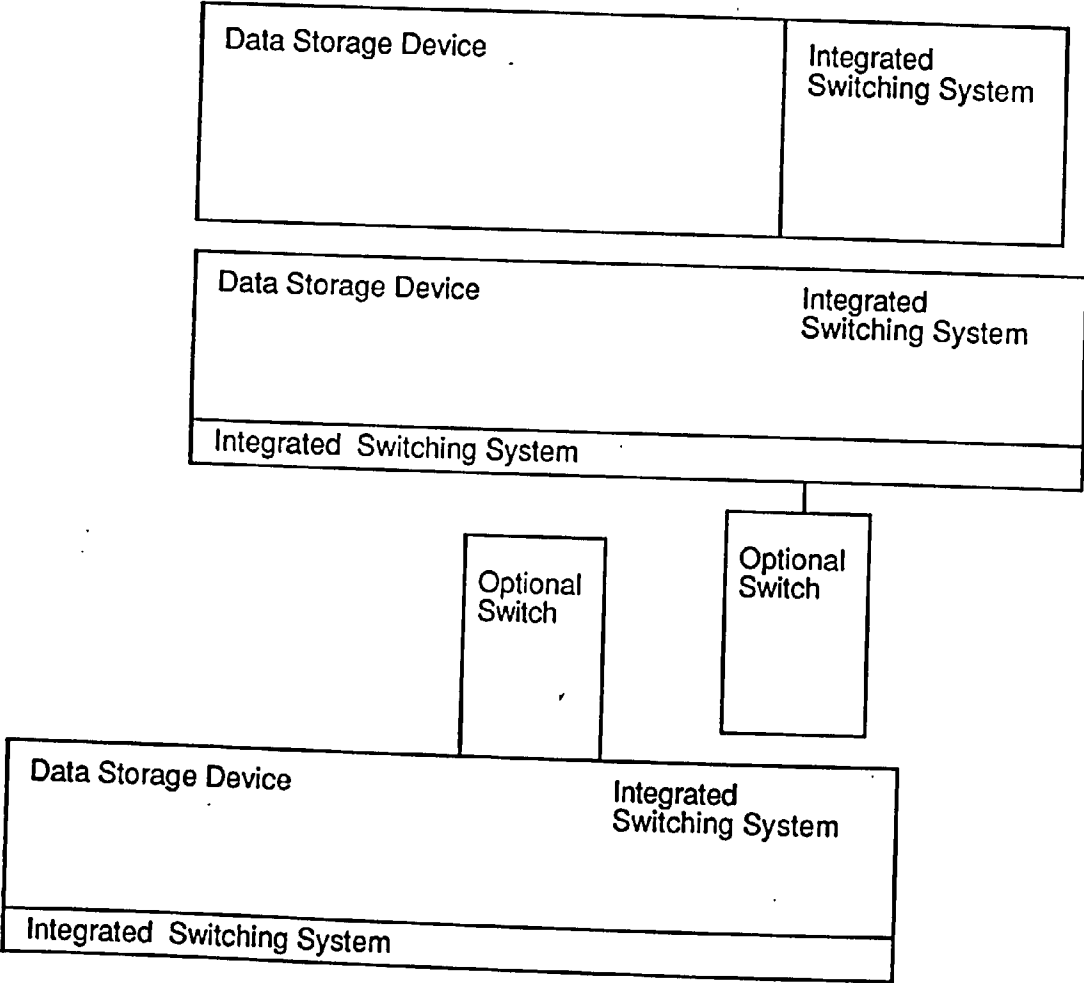 Data Storage Device
Integrated
Switching System
Data Storage Device
Integrated
Switching System
Integrated Switching System
Optional
Switch
Optional
Switch
Data Storage Device
Integrated
Switching System
Integrated Switching System